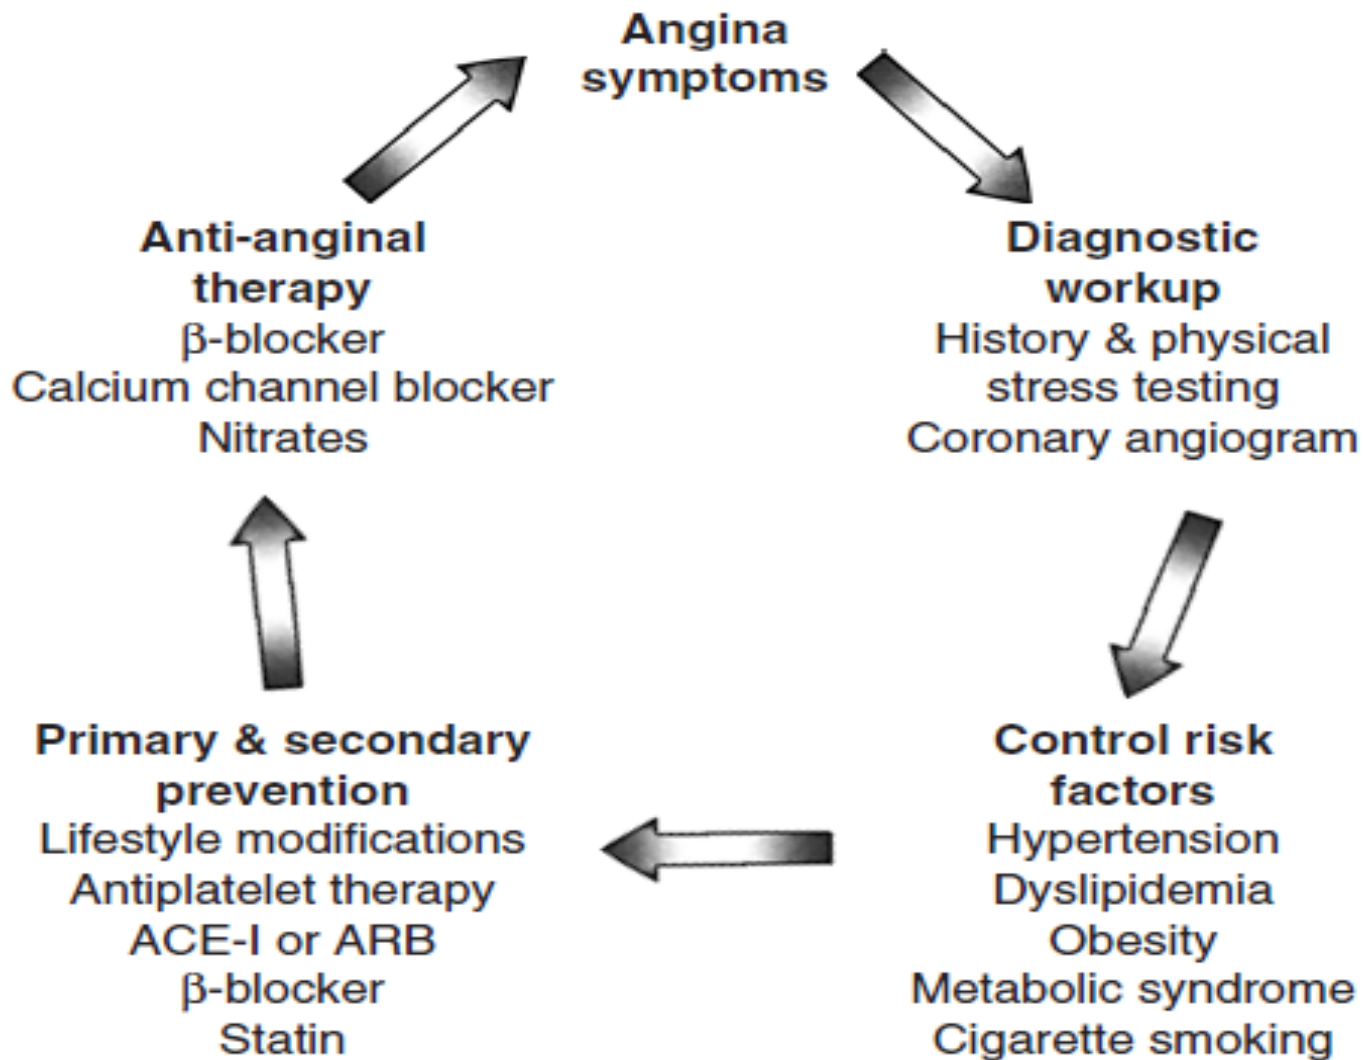 Angina
symptoms
Diagnostic
workup
History & physical
stress testing
Coronary angiogram
Control risk
factors
Hypertension
Dyslipidemia
Obesity
Metabolic syndrome
Cigarette smoking
Primary & secondary
prevention
Lifestyle modifications
Antiplatelet therapy
ACE-I or ARB
β-blocker
Statin
Anti-anginal
therapy
β-blocker
Calcium channel blocker
Nitrates